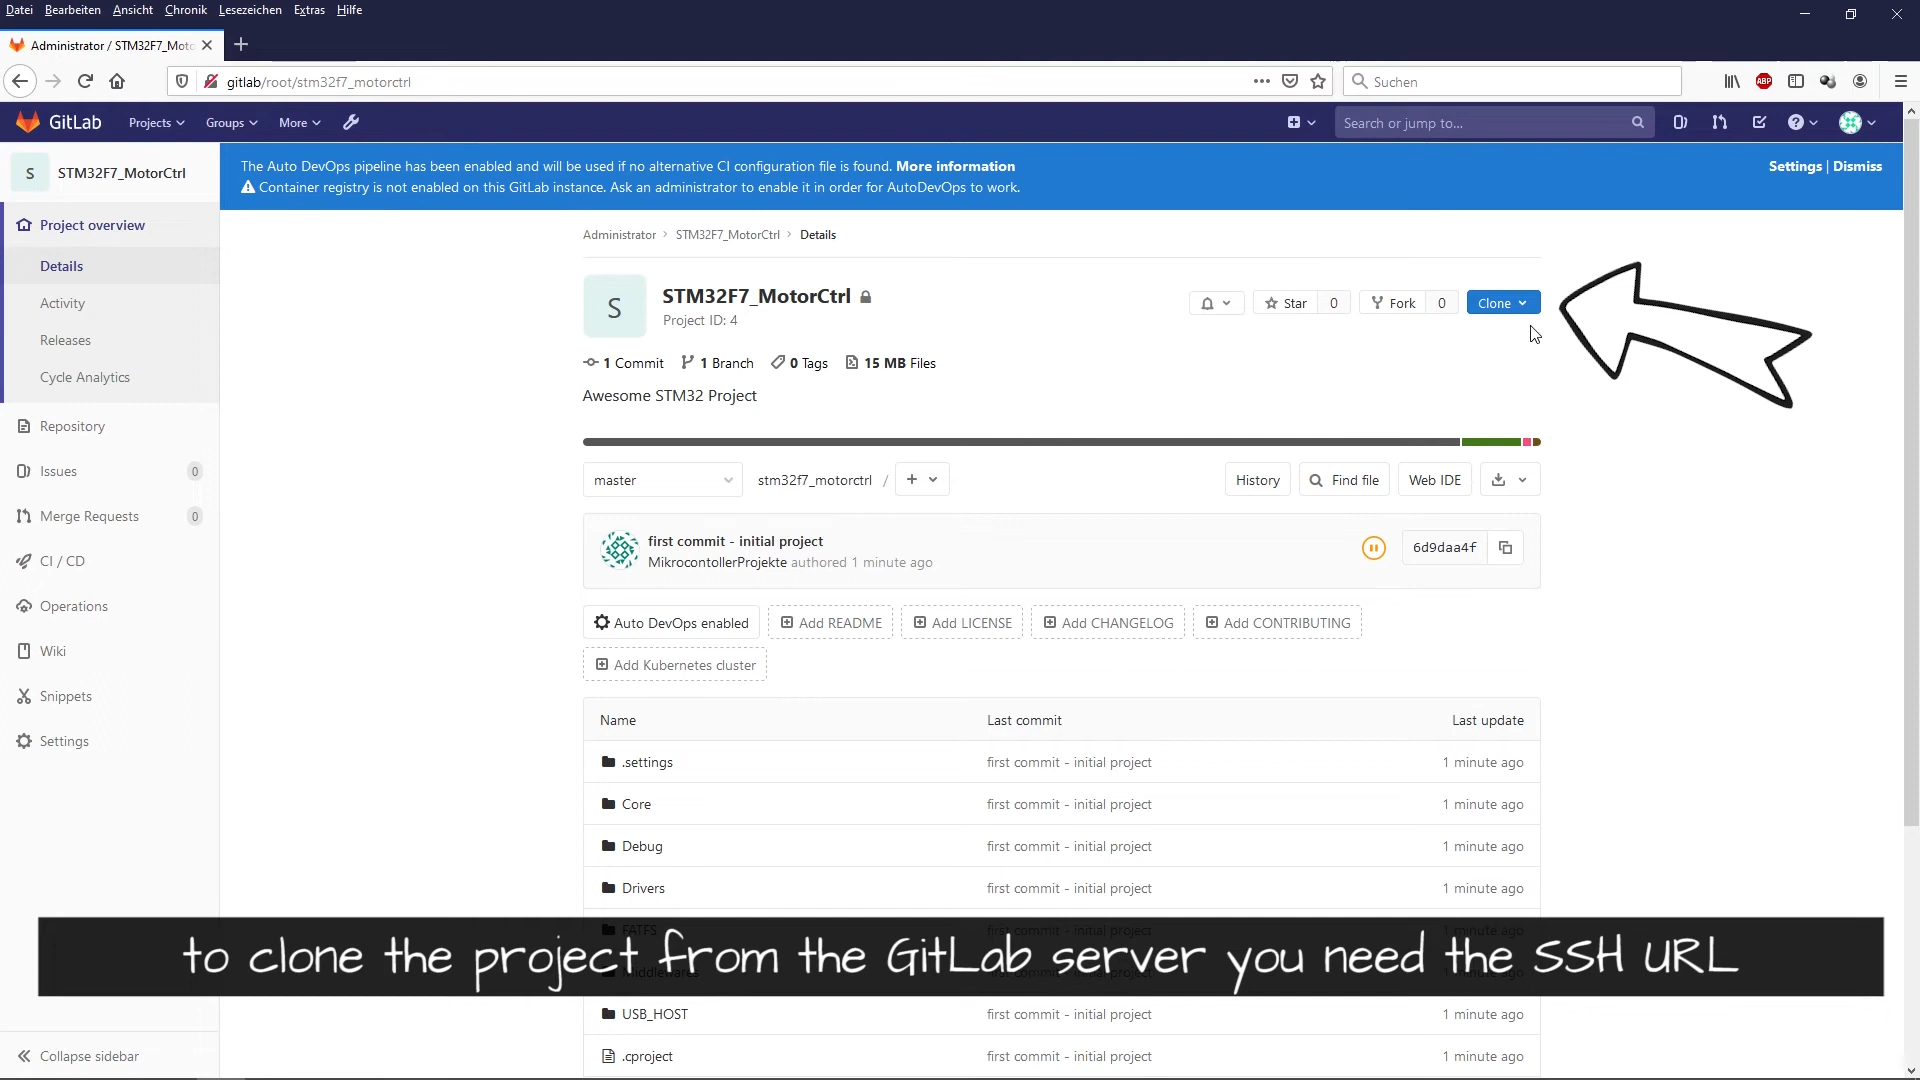 Datei Bearbeiten Ansicht Chronik Lesezeichen Extras Hilfe
Administrator / STM32F7_Moto
gitlab/root/stm32f7_motorctrl
Suchen
ABP
GitLab Projects Groups More
Search or jump to...
S STM32F7_MotorCtrl
The Auto DevOps pipeline has been enabled and will be used if no alternative CI configuration file is found. More information
Settings | Dismiss
Container registry is not enabled on this GitLab instance. Ask an administrator to enable it in order for AutoDevOps to work.
Project overview
Details
Activity
Releases
Cycle Analytics
Repository
Issues 0
Merge Requests 0
CI / CD
Operations
Wiki
Snippets
Settings
Collapse sidebar
Administrator > STM32F7_MotorCtrl > Details
S
STM32F7_MotorCtrl
Project ID: 4
Star 0 Fork 0 Clone
1 Commit 1 Branch 0 Tags 15 MB Files
Awesome STM32 Project
master stm32f7_motorctrl / +
History Find file Web IDE
first commit - initial project
MikrocontollerProjekte authored 1 minute ago
6d9daa4f
Auto DevOps enabled Add README Add LICENSE Add CHANGELOG Add CONTRIBUTING
Add Kubernetes cluster
Name Last commit Last update
.settings first commit - initial project 1 minute ago
Core first commit - initial project 1 minute ago
Debug first commit - initial project 1 minute ago
Drivers first commit - initial project 1 minute ago
FATFS
Middlewares
to clone the project from the GitLab server you need the SSH URL
USB_HOST first commit - initial project 1 minute ago
.cproject first commit - initial project 1 minute ago